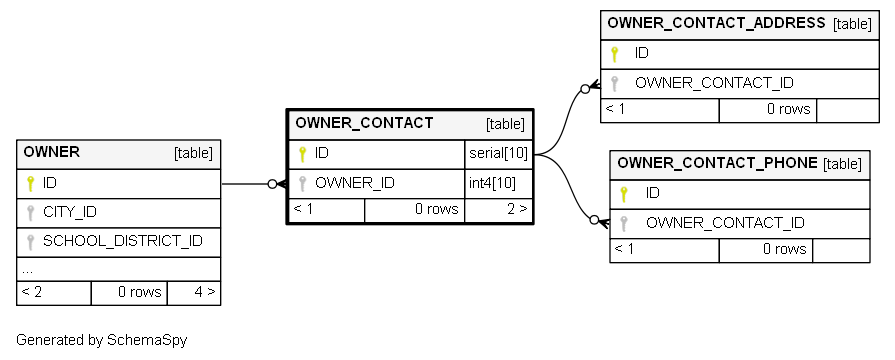 OWNER_CONTACT_ADDRESS [table]
ID
OWNER_CONTACT_ID
< 1 0 rows
OWNER_CONTACT [table]
ID serial[10]
OWNER_ID int4[10]
< 1 0 rows 2 >
OWNER [table]
ID
CITY_ID
SCHOOL_DISTRICT_ID
...
< 2 0 rows 4 >
OWNER_CONTACT_PHONE [table]
ID
OWNER_CONTACT_ID
< 1 0 rows
Generated by SchemaSpy